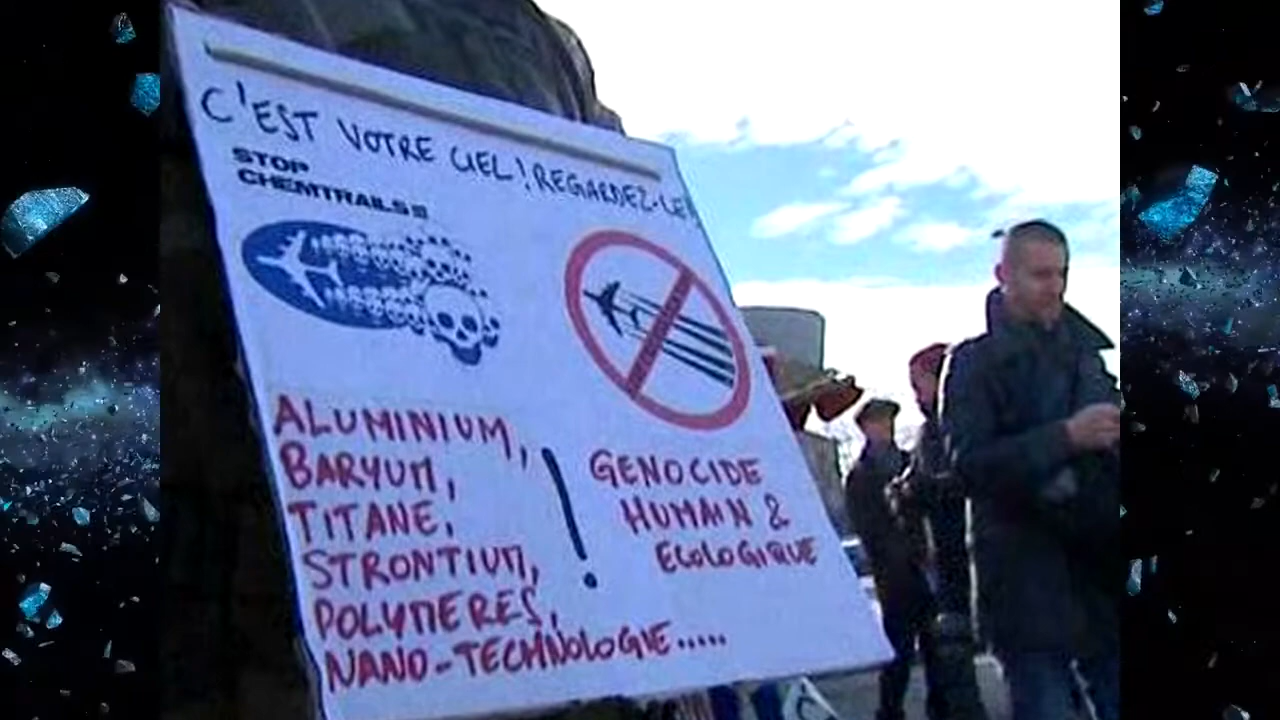 C'EST VOTRE CIEL! REGARDEZ-LE!
STOP
CHEMTRAILS!!
ALUMINIUM,
BARYUM,
TITANE,
STRONTIUM,
POLYMERES,
NANO-TECHNOLOGIE.....
!
GENOCIDE
HUMAIN &
ECOLOGIQUE